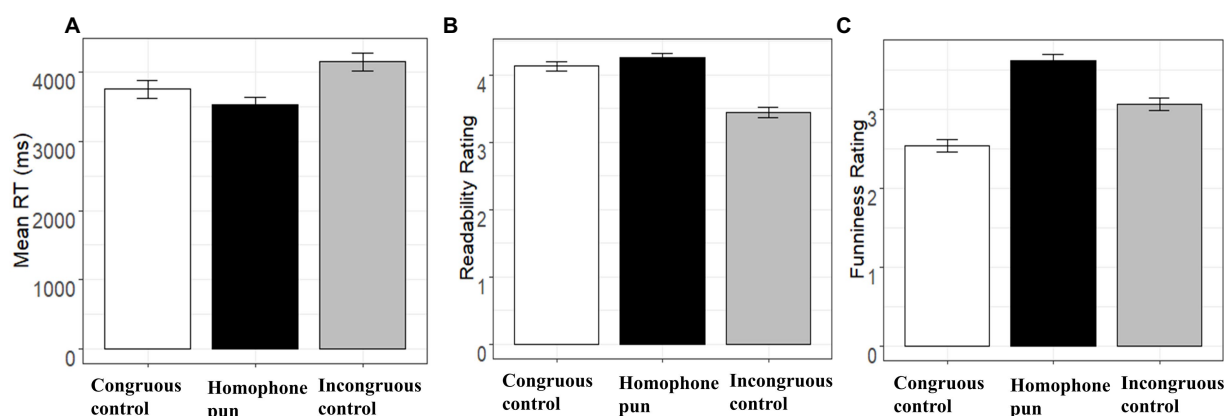 A
Mean RT (ms)
4000
3000
2000
1000
0
Congruous
control
Homophone
pun
Incongruous
control
B
Readability Rating
4
3
2
1
0
Congruous
control
Homophone
pun
Incongruous
control
C
Funniness Rating
3
2
1
0
Congruous
control
Homophone
pun
Incongruous
control